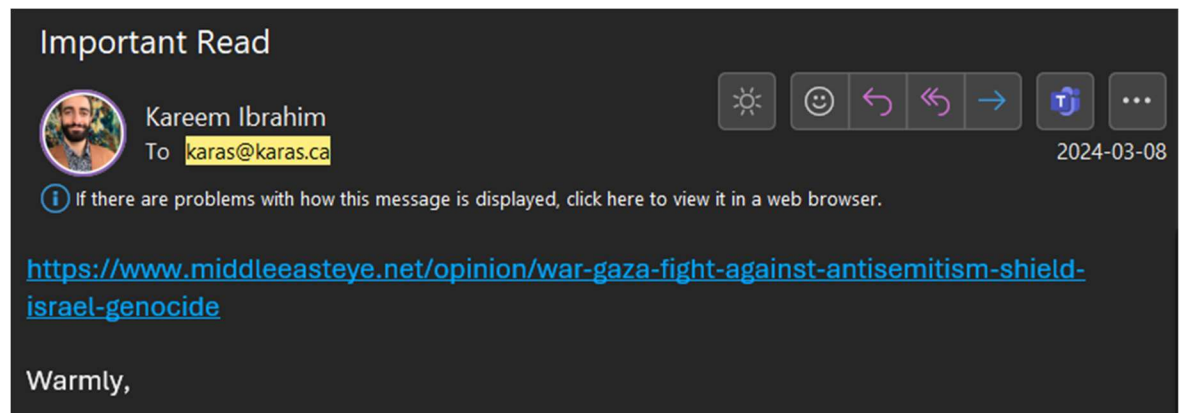 Important Read
Kareem Ibrahim
To karas@karas.ca
2024-03-08
If there are problems with how this message is displayed, click here to view it in a web browser.
https://www.middleeasteye.net/opinion/war-gaza-fight-against-antisemitism-shield-
israel-genocide
Warmly,